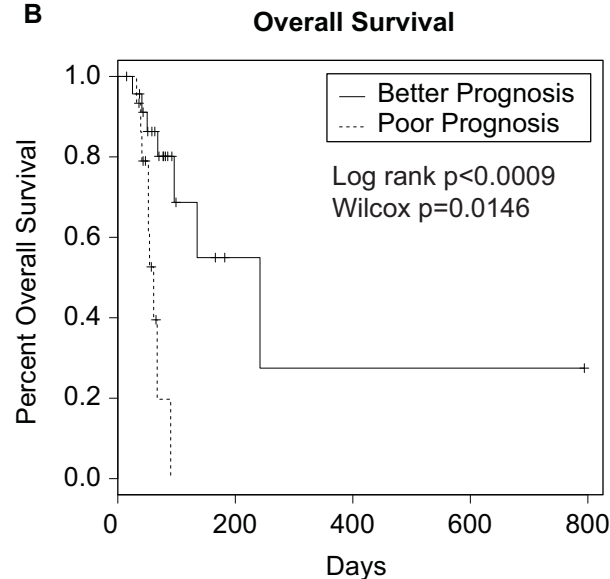 B
Overall Survival
Percent Overall Survival
1.0
0.8
0.6
0.4
0.2
0.0
Better Prognosis
Poor Prognosis
Log rank p<0.0009
Wilcox p=0.0146
0 200 400 600 800
Days